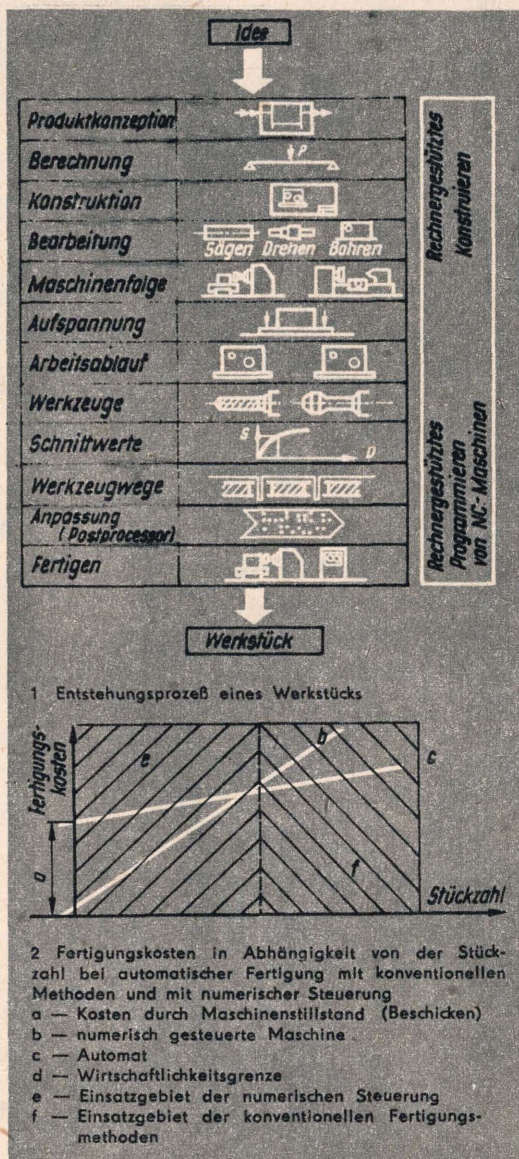 Idee
Produktkonzeption
Berechnung
P
Konstruktion
Bearbeitung
Sägen Drehen Bohren
Maschinenfolge
Aufspannung
Arbeitsablauf
Werkzeuge
Schnittwerte
S
D
Werkzeugwege
Anpassung
(Postprocessor)
Fertigen
Rechnergestütztes
Konstruieren
Rechnergestütztes
Programmieren
von NC-Maschinen
Werkstück
1 Entstehungsprozeß eines Werkstücks
Fertigungs-
kosten
e
b
c
a
f
Stückzahl
2 Fertigungskosten in Abhängigkeit von der Stück-
zahl bei automatischer Fertigung mit konventionellen
Methoden und mit numerischer Steuerung
a — Kosten durch Maschinenstillstand (Beschicken)
b — numerisch gesteuerte Maschine
c — Automat
d — Wirtschaftlichkeitsgrenze
e — Einsatzgebiet der numerischen Steuerung
f — Einsatzgebiet der konventionellen Fertigungs-
methoden